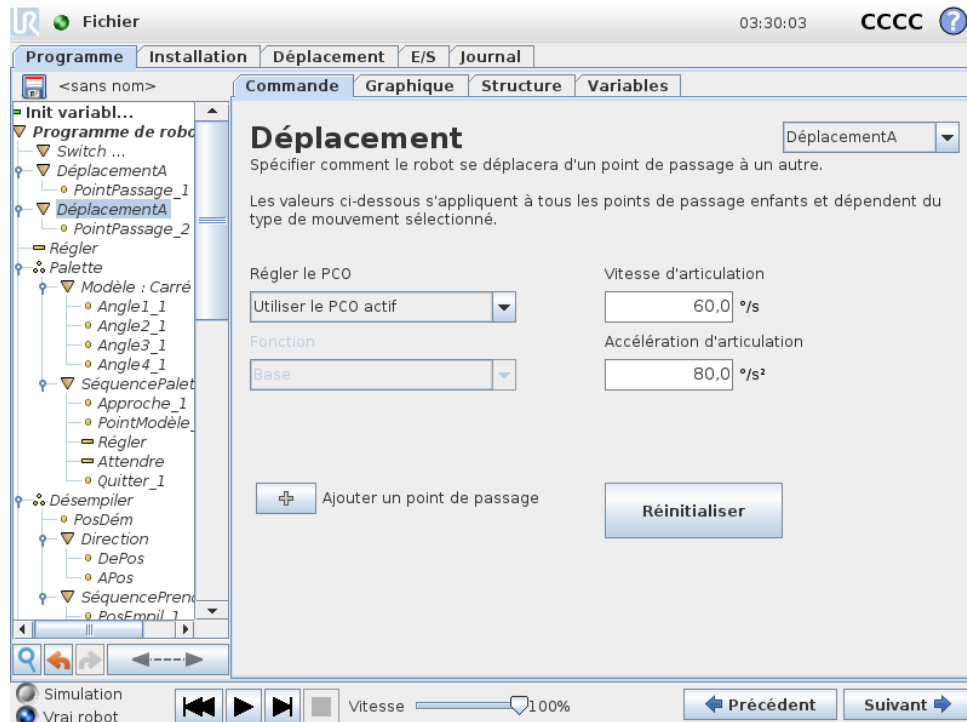 UR Fichier 03:30:03 CCCC ?
Programme Installation Déplacement E/S Journal
<sans nom> Commande Graphique Structure Variables
Init variabl...
Programme de robo
Switch ...
DéplacementA
PointPassage_1
DéplacementA
PointPassage_2
Régler
Palette
Modèle : Carré
Angle1_1
Angle2_1
Angle3_1
Angle4_1
SéquencePalet
Approche_1
PointModèle_
Régler
Attendre
Quitter_1
Désempiler
PosDém
Direction
DePos
APos
SéquencePrend
PosEmpil_1
Déplacement DéplacementA
Spécifier comment le robot se déplacera d'un point de passage à un autre.
Les valeurs ci-dessous s'appliquent à tous les points de passage enfants et dépendent du
type de mouvement sélectionné.
Régler le PCO Vitesse d'articulation
Utiliser le PCO actif 60,0 °/s
Fonction Accélération d'articulation
Base 80,0 °/s²
Ajouter un point de passage Réinitialiser
Simulation
Vrai robot
Vitesse 100% Précédent Suivant